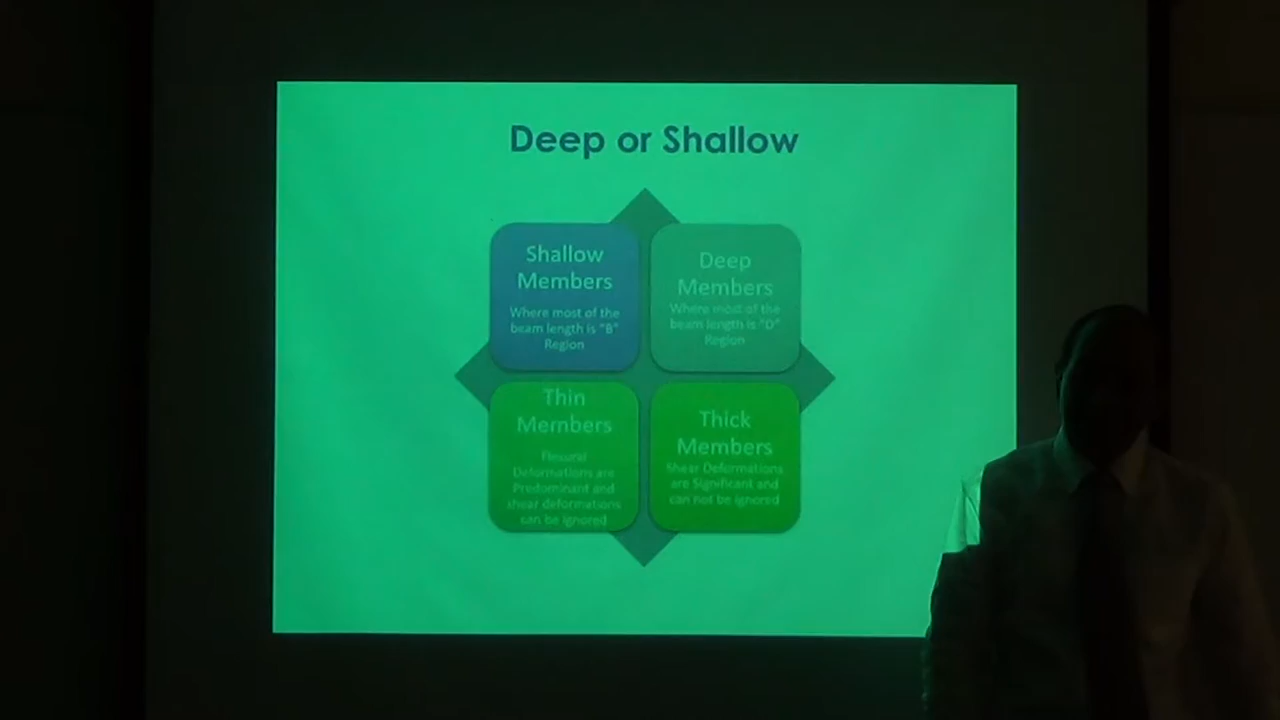 Deep or Shallow
Shallow
Members
Where most of the
beam length is "B"
Region
Deep
Members
Where most of the
beam length is "D"
Region
Thin
Members
Flexural
Deformations are
Predominant and
shear deformations
can be ignored
Thick
Members
Shear Deformations
are Significant and
can not be ignored